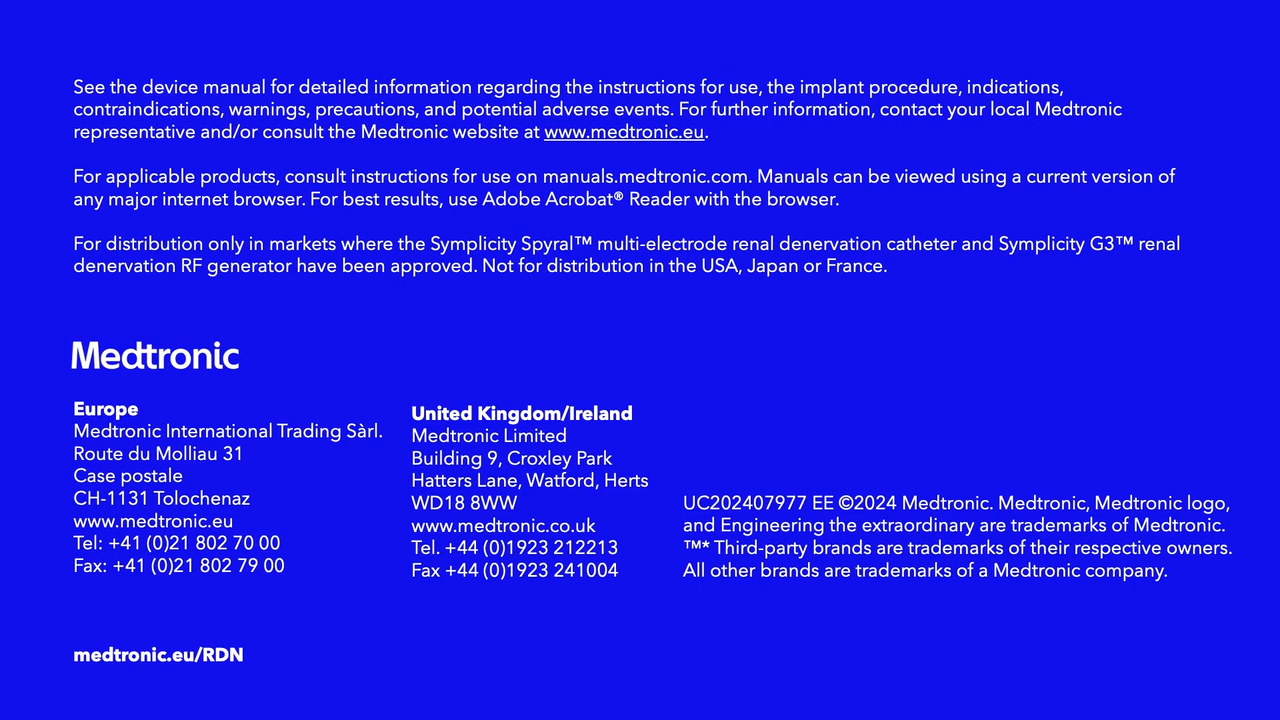 See the device manual for detailed information regarding the instructions for use, the implant procedure, indications,
contraindications, warnings, precautions, and potential adverse events. For further information, contact your local Medtronic
representative and/or consult the Medtronic website at www.medtronic.eu.
For applicable products, consult instructions for use on manuals.medtronic.com. Manuals can be viewed using a current version of
any major internet browser. For best results, use Adobe Acrobat® Reader with the browser.
For distribution only in markets where the Symplicity Spyral™ multi-electrode renal denervation catheter and Symplicity G3™ renal
denervation RF generator have been approved. Not for distribution in the USA, Japan or France.
Medtronic
Europe
Medtronic International Trading Sàrl.
Route du Molliau 31
Case postale
CH-1131 Tolochenaz
www.medtronic.eu
Tel: +41 (0)21 802 70 00
Fax: +41 (0)21 802 79 00
United Kingdom/Ireland
Medtronic Limited
Building 9, Croxley Park
Hatters Lane, Watford, Herts
WD18 8WW
www.medtronic.co.uk
Tel. +44 (0)1923 212213
Fax +44 (0)1923 241004
UC202407977 EE ©2024 Medtronic. Medtronic, Medtronic logo,
and Engineering the extraordinary are trademarks of Medtronic.
™* Third-party brands are trademarks of their respective owners.
All other brands are trademarks of a Medtronic company.
medtronic.eu/RDN